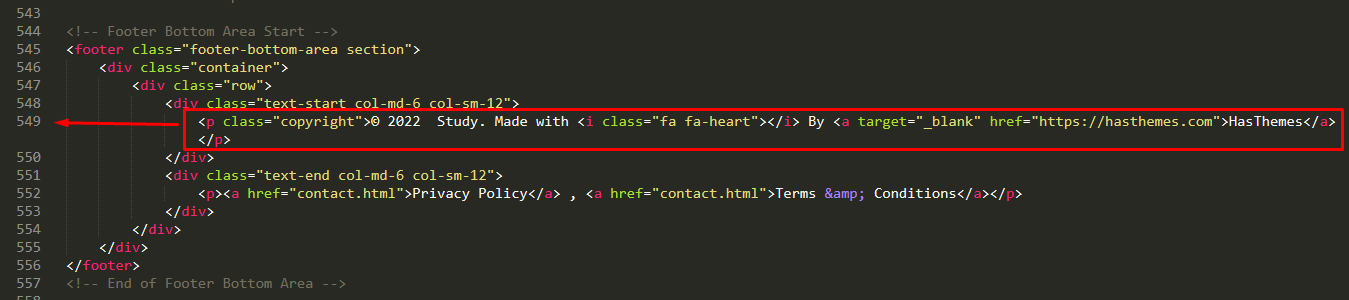 543
544 <!-- Footer Bottom Area Start -->
545 <footer class="footer-bottom-area section">
546 <div class="container">
547 <div class="row">
548 <div class="text-start col-md-6 col-sm-12">
549 <p class="copyright">© 2022  Study. Made with <i class="fa fa-heart"></i> By <a target="_blank" href="https://hasthemes.com">HasThemes</a>
</p>
550 </div>
551 <div class="text-end col-md-6 col-sm-12">
552 <p><a href="contact.html">Privacy Policy</a> , <a href="contact.html">Terms &amp; Conditions</a></p>
553 </div>
554 </div>
555 </div>
556 </footer>
557 <!-- End of Footer Bottom Area -->